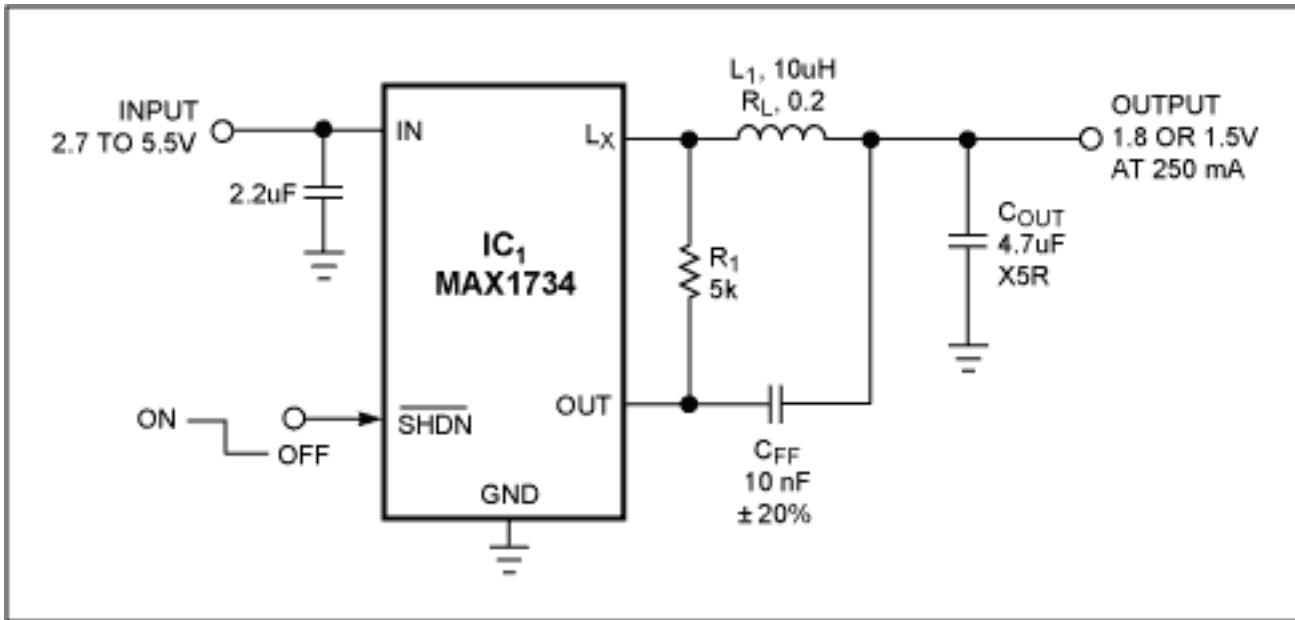 INPUT
2.7 TO 5.5V
2.2uF
IN
LX
IC1
MAX1734
SHDN
OUT
GND
ON
OFF
L1, 10uH
RL, 0.2
R1
5k
CFF
10 nF
± 20%
OUTPUT
1.8 OR 1.5V
AT 250 mA
COUT
4.7uF
X5R